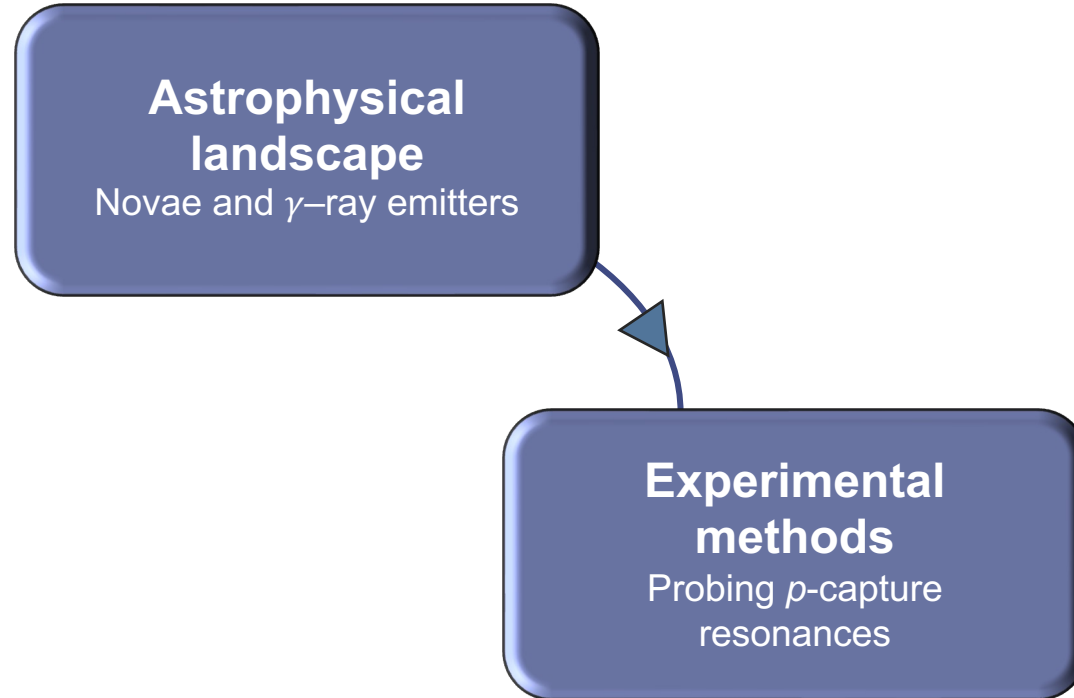 Astrophysical
landscape
Novae and γ–ray emitters
Experimental
methods
Probing p-capture
resonances